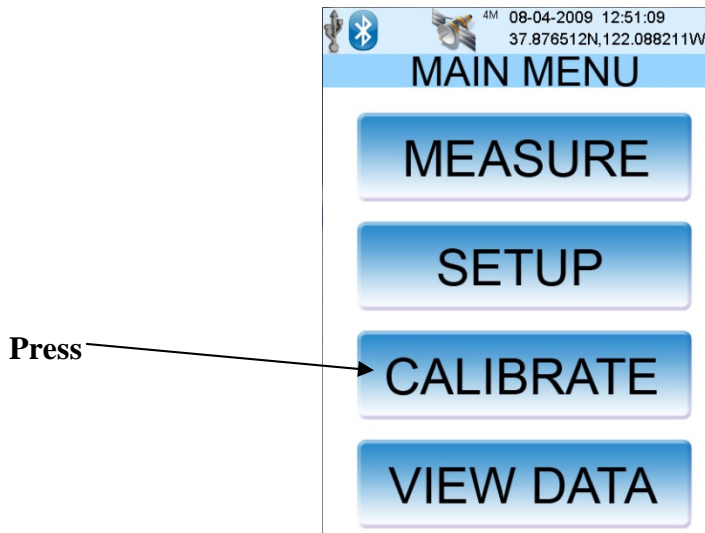 4M 08-04-2009 12:51:09
37.876512N,122.088211W
MAIN MENU
MEASURE
SETUP
Press
CALIBRATE
VIEW DATA